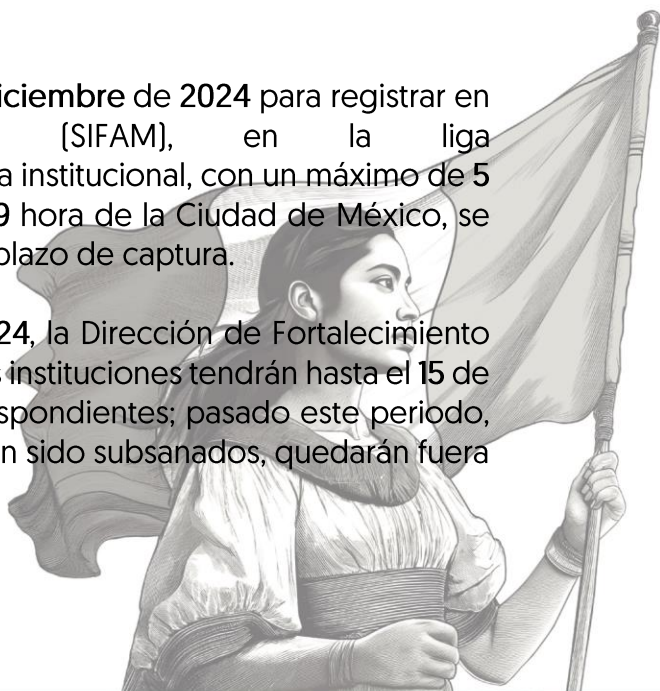 iciembre de 2024 para registrar en
(SIFAM), en la liga
a institucional, con un máximo de 5
9 hora de la Ciudad de México, se
plazo de captura.
24, la Dirección de Fortalecimiento
s instituciones tendrán hasta el 15 de
spondientes; pasado este periodo,
n sido subsanados, quedarán fuera